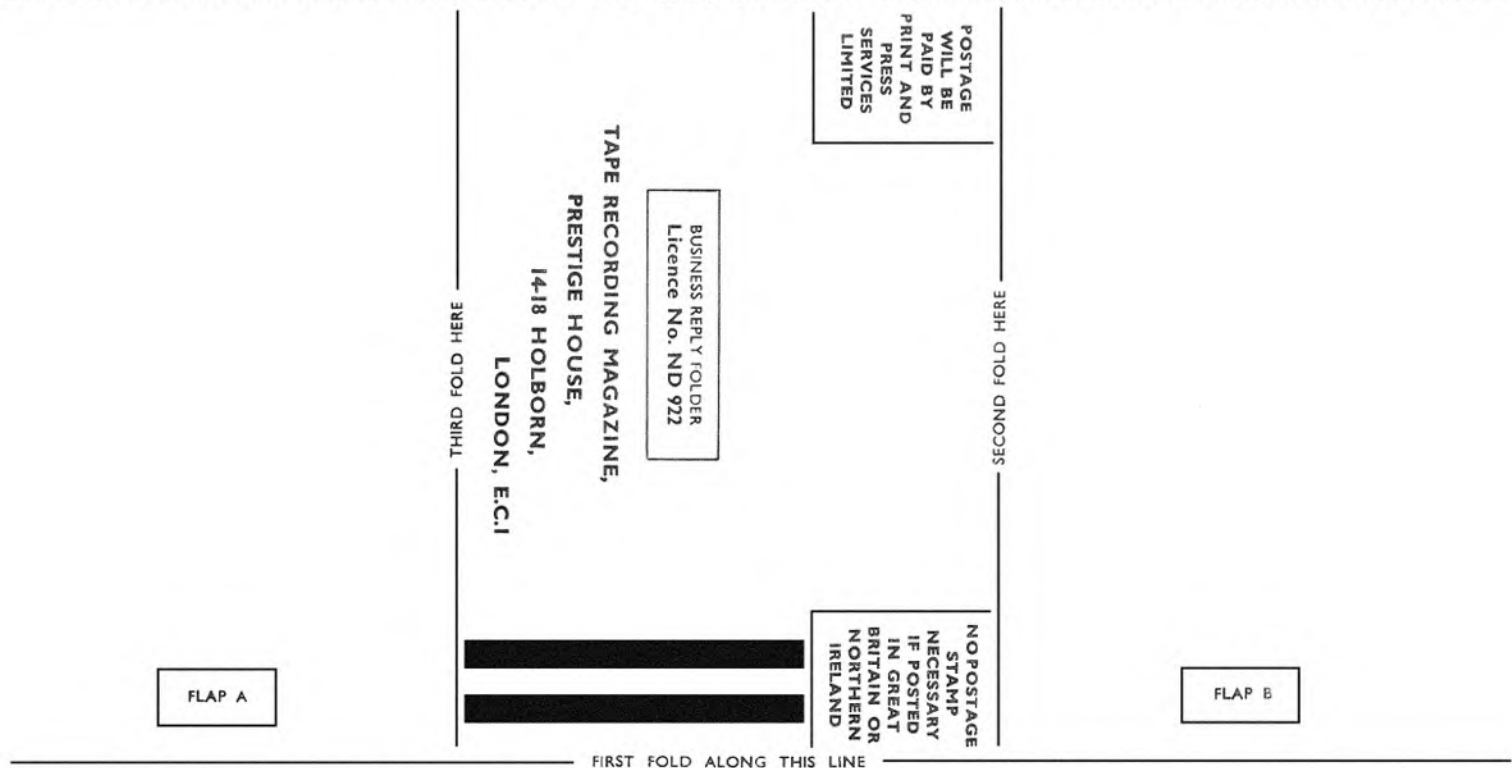 POSTAGE
WILL BE
PAID BY
PRINT AND
PRESS
SERVICES
LIMITED
NO POSTAGE
STAMP
NECESSARY
IF POSTED
IN GREAT
BRITAIN OR
NORTHERN
IRELAND
BUSINESS REPLY FOLDER
Licence No. ND 922
TAPE RECORDING MAGAZINE,
PRESTIGE HOUSE,
14-18 HOLBORN,
LONDON, E.C.1
THIRD FOLD HERE
SECOND FOLD HERE
FLAP A
FLAP B
FIRST FOLD ALONG THIS LINE